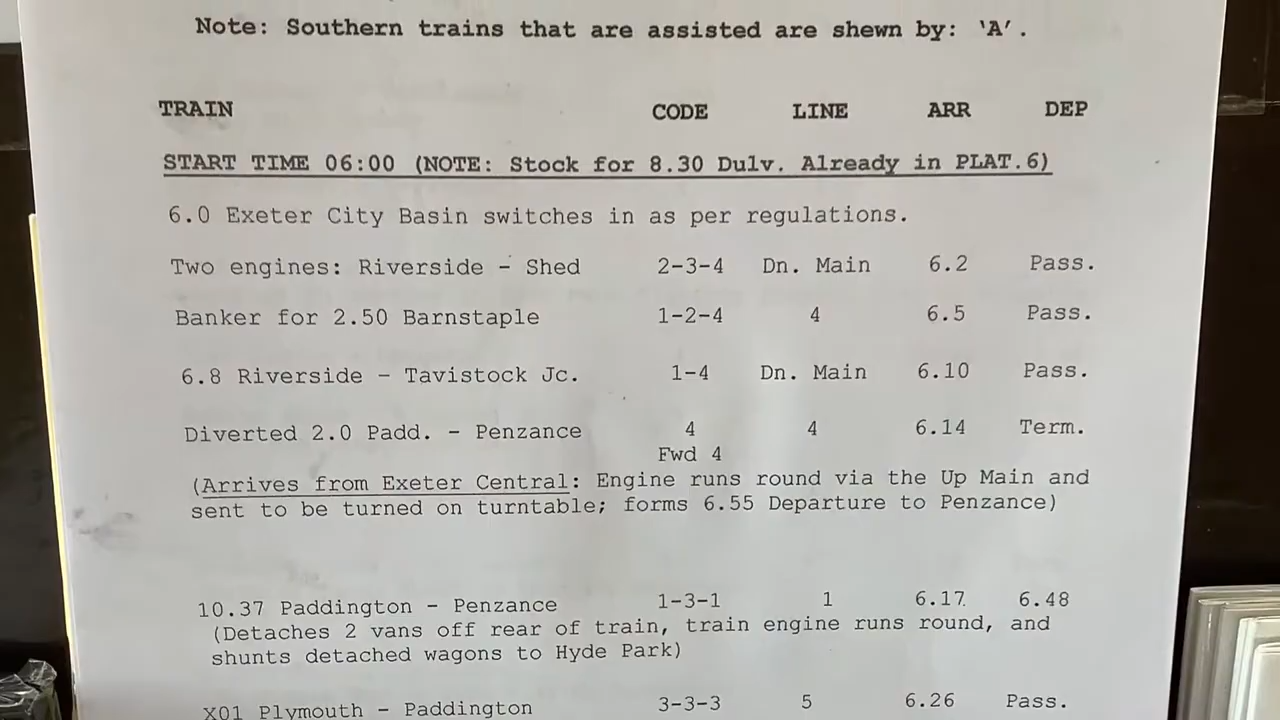 Note: Southern trains that are assisted are shewn by: 'A'.
TRAIN CODE LINE ARR DEP
START TIME 06:00 (NOTE: Stock for 8.30 Dulv. Already in PLAT.6)
6.0 Exeter City Basin switches in as per regulations.
Two engines: Riverside - Shed 2-3-4 Dn. Main 6.2 Pass.
Banker for 2.50 Barnstaple 1-2-4 4 6.5 Pass.
6.8 Riverside - Tavistock Jc. 1-4 Dn. Main 6.10 Pass.
Diverted 2.0 Padd. - Penzance 4 4 6.14 Term.
Fwd 4
(Arrives from Exeter Central: Engine runs round via the Up Main and
sent to be turned on turntable; forms 6.55 Departure to Penzance)
10.37 Paddington - Penzance 1-3-1 1 6.17 6.48
(Detaches 2 vans off rear of train, train engine runs round, and
shunts detached wagons to Hyde Park)
X01 Plymouth - Paddington 3-3-3 5 6.26 Pass.